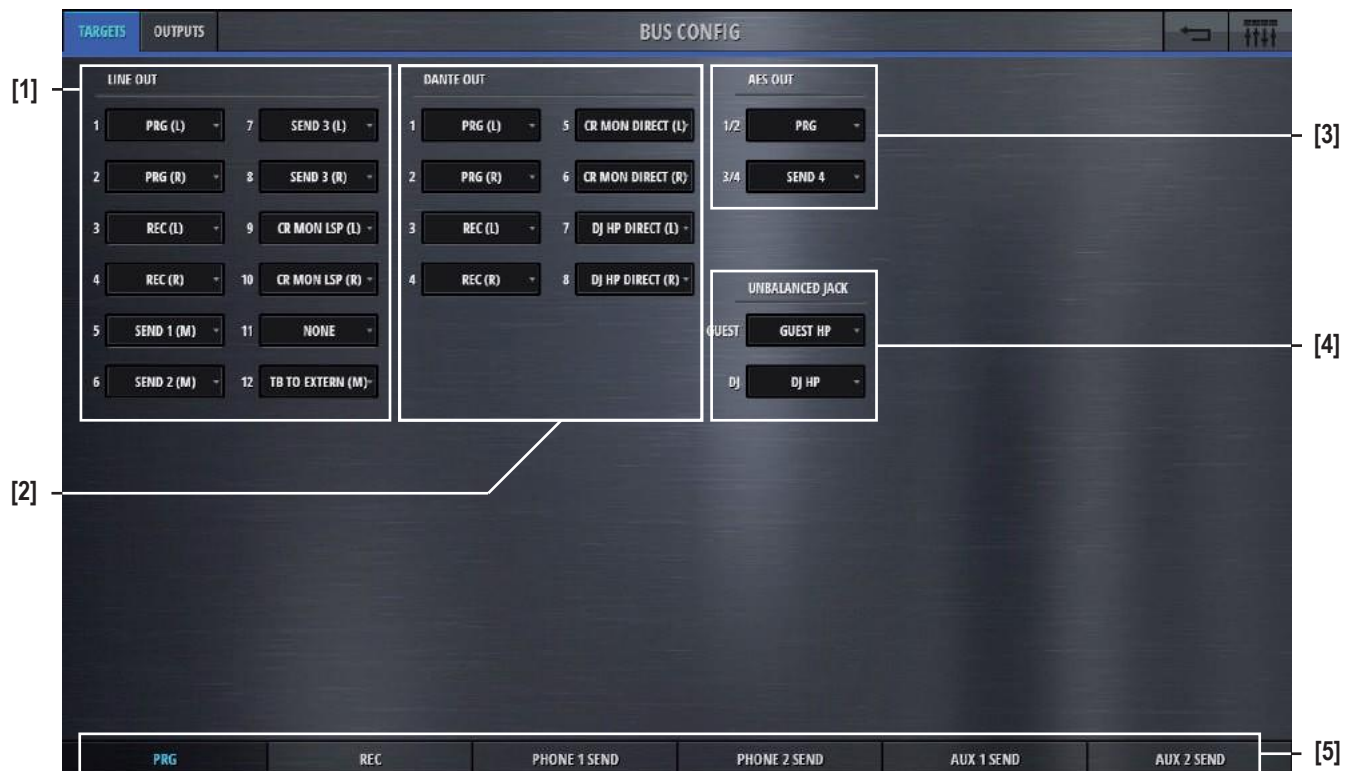 TARGETS OUTPUTS BUS CONFIG
[1]
LINE OUT
1 PRG (L) 7 SEND 3 (L)
2 PRG (R) 8 SEND 3 (R)
3 REC (L) 9 CR MON LSP (L)
4 REC (R) 10 CR MON LSP (R)
5 SEND 1 (M) 11 NONE
6 SEND 2 (M) 12 TB TO EXTERN (M)
DANTE OUT
1 PRG (L) 5 CR MON DIRECT (L)
2 PRG (R) 6 CR MON DIRECT (R)
3 REC (L) 7 DJ HP DIRECT (L)
4 REC (R) 8 DJ HP DIRECT (R)
[2]
AES OUT
1/2 PRG
3/4 SEND 4
[3]
UNBALANCED JACK
GUEST GUEST HP
DJ DJ HP
[4]
PRG REC PHONE 1 SEND PHONE 2 SEND AUX 1 SEND AUX 2 SEND
[5]